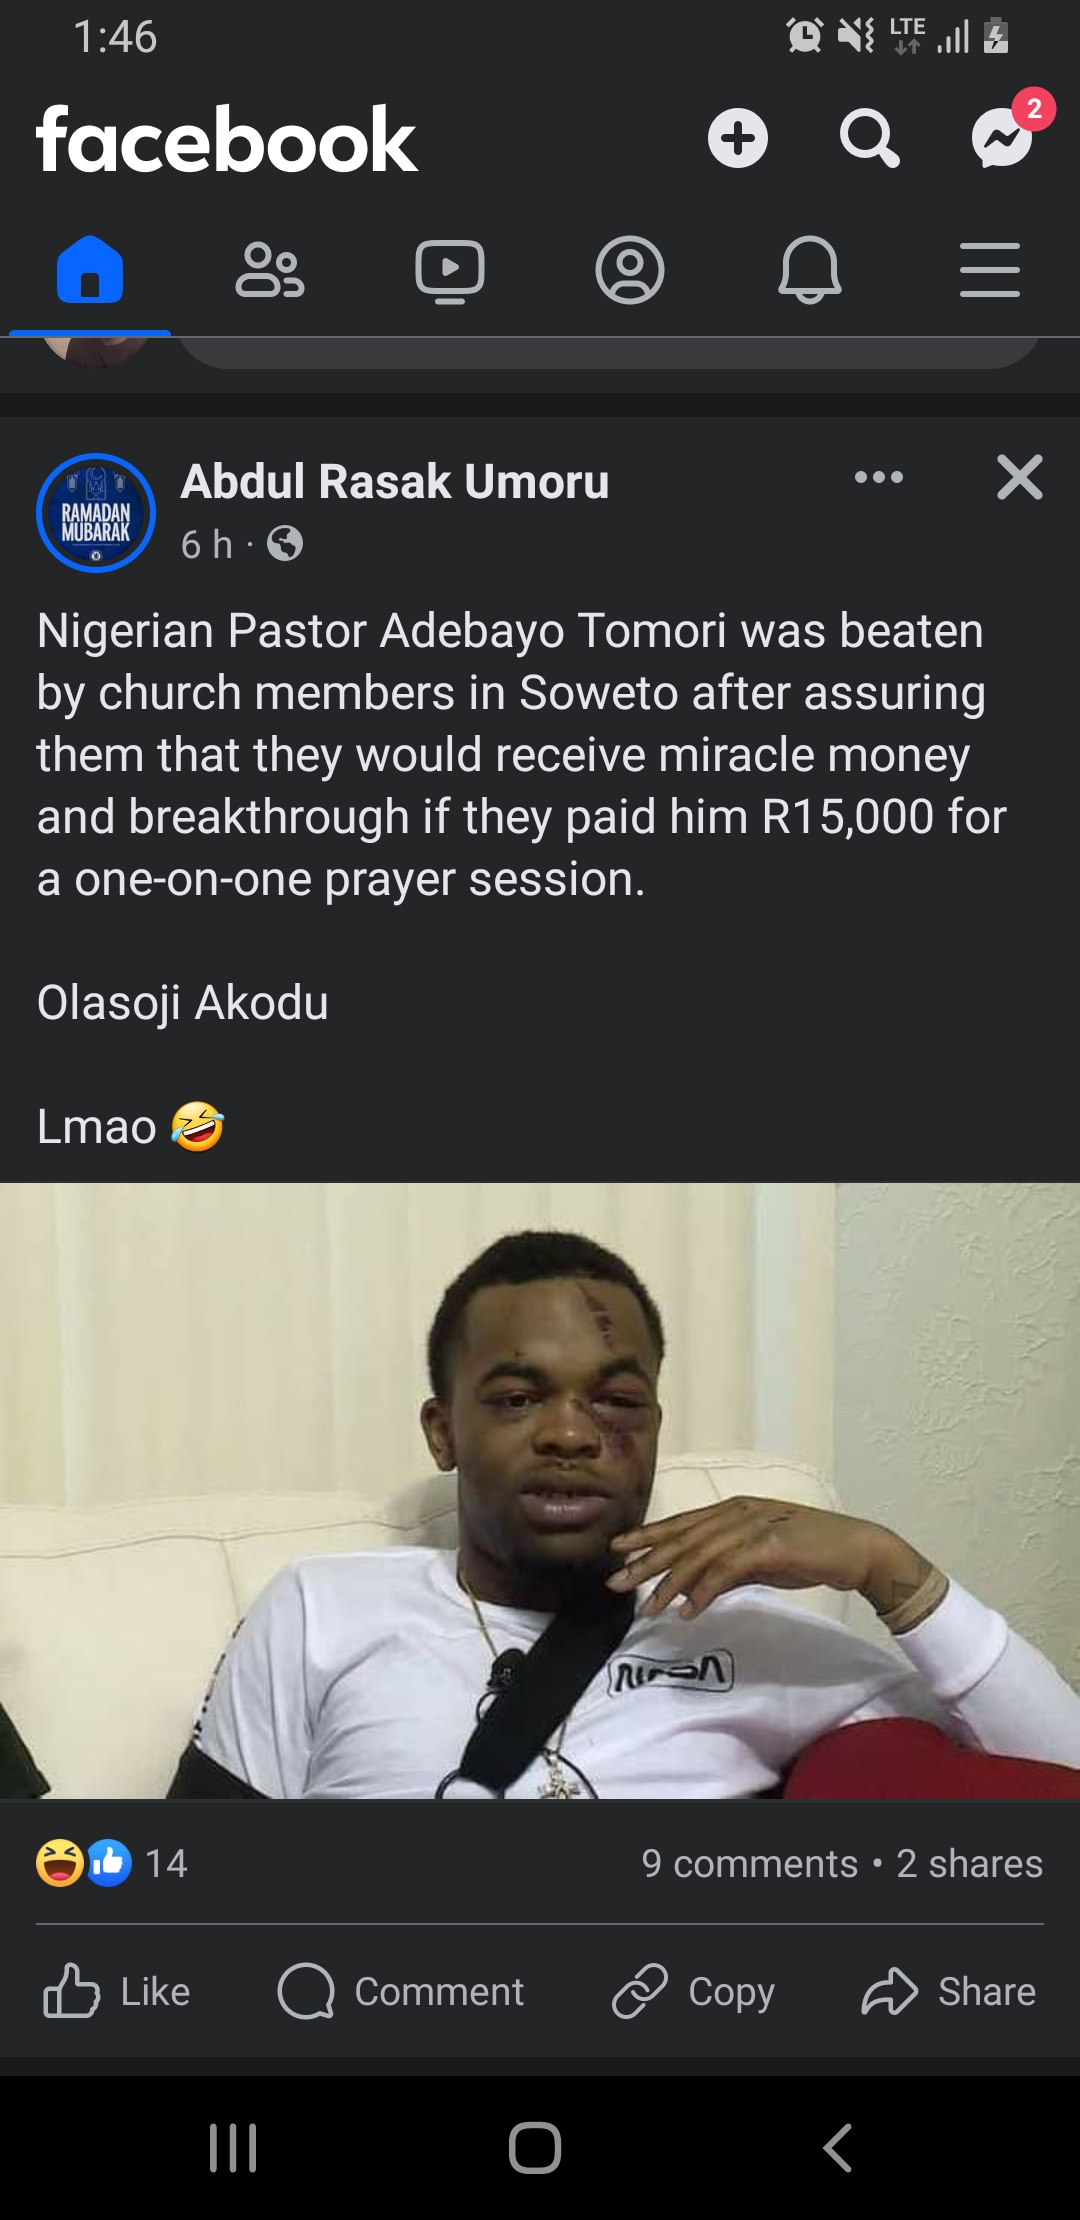 1:46
LTE
facebook
2
RAMADAN
MUBARAK
Abdul Rasak Umoru
6 h ·
Nigerian Pastor Adebayo Tomori was beaten
by church members in Soweto after assuring
them that they would receive miracle money
and breakthrough if they paid him R15,000 for
a one-on-one prayer session.
Olasoji Akodu
Lmao 🤣
14
9 comments • 2 shares
Like
Comment
Copy
Share